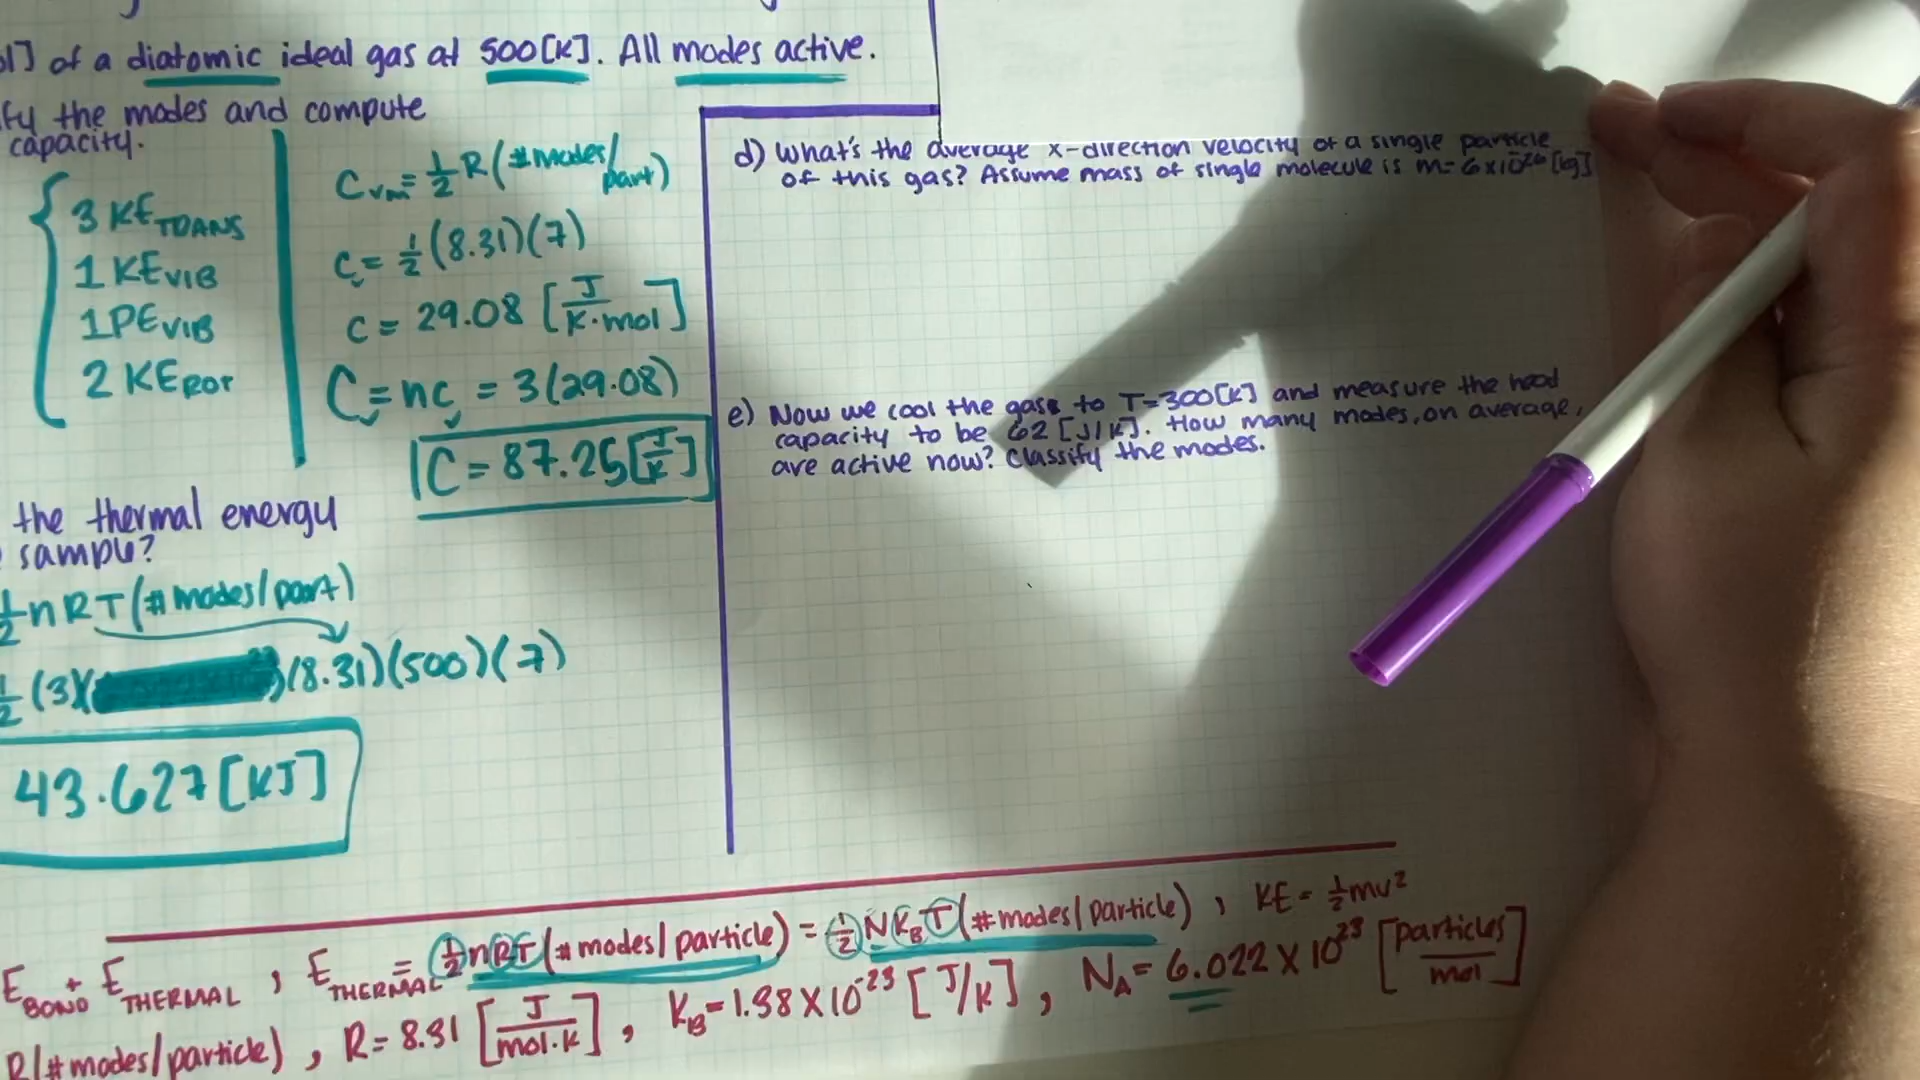 of a diatomic ideal gas at 500[K]. All modes active.
the modes and compute
capacity.
3 KE TRANS
1 KE VIB
1 PE VIB
2 KE ROT
Cvm = 1/2 R (# modes/part)
C = 1/2 (8.31)(7)
C = 29.08 [J/K·mol]
C = nc = 3(29.08)
C = 87.25 [J/K]
the thermal energy
sample?
1/2 nRT (# modes/part)
1/2 (3)( )(8.31)(500)(7)
43.627 [KJ]
d) What's the average x-direction velocity of a single particle
of this gas? Assume mass of single molecule is m= 6x10^26 [kg]
e) Now we cool the gas to T=300[K] and measure the head
capacity to be 62 [J/K]. How many modes, on average,
are active now? Classify the modes.
E BOND + E THERMAL , E THERMAL = 1/2 nRT (# modes/particle) = 1/2 N K_B T (# modes/particle) , KE = 1/2 mv²
R(# modes/particle) , R = 8.31 [J/mol·K] , K_B = 1.38 X 10^-23 [J/K] , N_A = 6.022 X 10^23 [particles/mol]